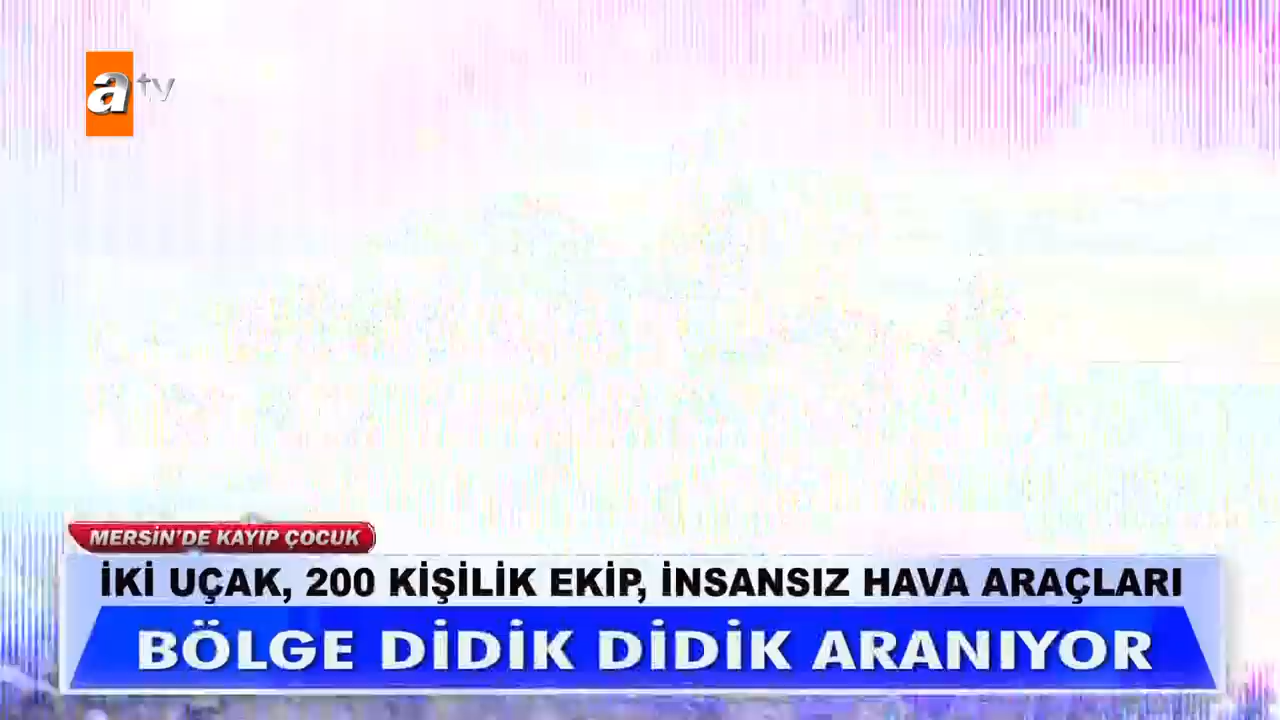 a tv
MERSİN'DE KAYIP ÇOCUK
İKİ UÇAK, 200 KİŞİLİK EKİP, İNSANSIZ HAVA ARAÇLARI
BÖLGE DİDİK DİDİK ARANIYOR